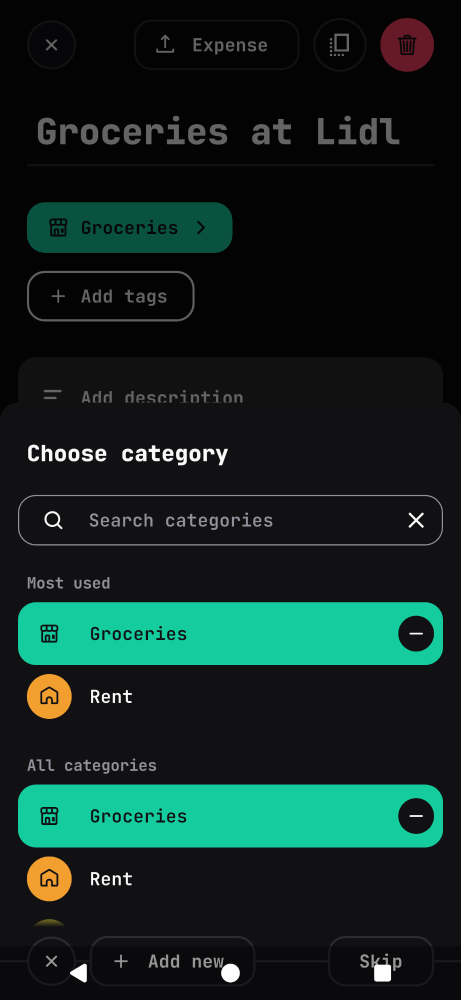 Expense
Groceries at Lidl
Groceries
Add tags
Add description
Choose category
Search categories
Most used
Groceries
Rent
All categories
Groceries
Rent
Add new
Skip